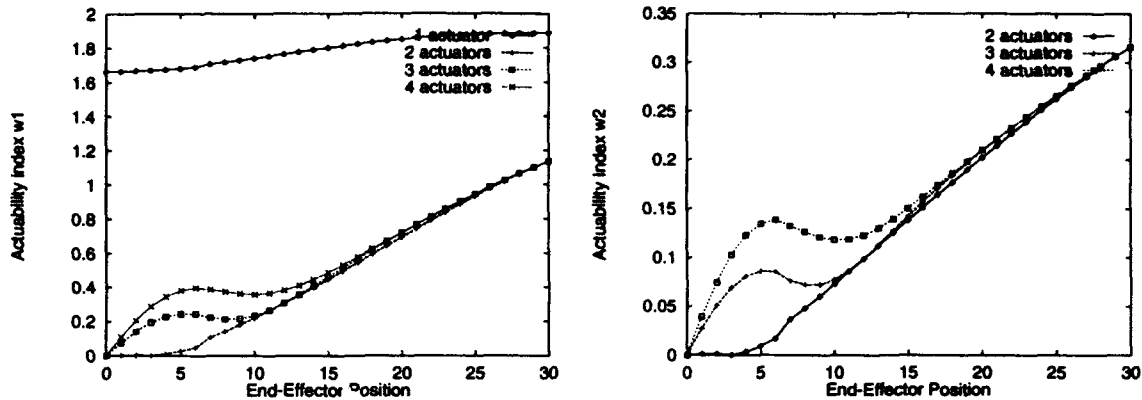 2
1.8
1.6
1.4
1.2
1
0.8
0.6
0.4
0.2
0
0 5 10 15 20 25 30
Actuability Index w1
End-Effector Position
1 actuator
2 actuators
3 actuators
4 actuators
0.35
0.3
0.25
0.2
0.15
0.1
0.05
0
0 5 10 15 20 25 30
Actuability Index w2
End-Effector Position
2 actuators
3 actuators
4 actuators